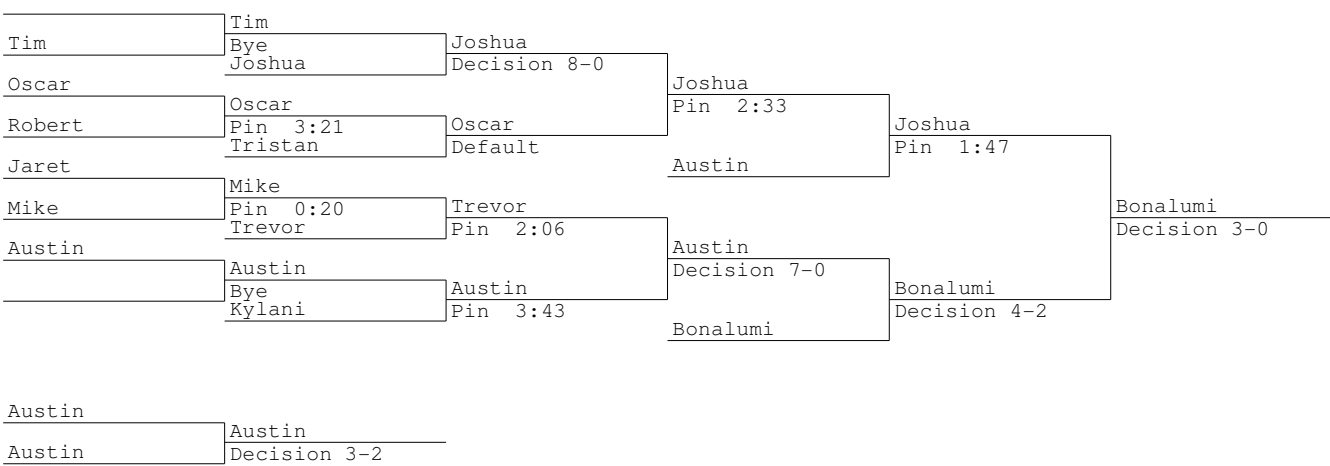 Tim
Tim
Bye
Joshua
Joshua
Decision 8-0
Oscar
Robert
Oscar
Pin 3:21
Tristan
Oscar
Default
Joshua
Pin 2:33
Austin
Joshua
Pin 1:47
Jaret
Mike
Mike
Pin 0:20
Trevor
Trevor
Pin 2:06
Austin
Austin
Bye
Kylani
Austin
Pin 3:43
Austin
Decision 7-0
Bonalumi
Bonalumi
Decision 4-2
Bonalumi
Decision 3-0
Austin
Austin
Austin
Decision 3-2